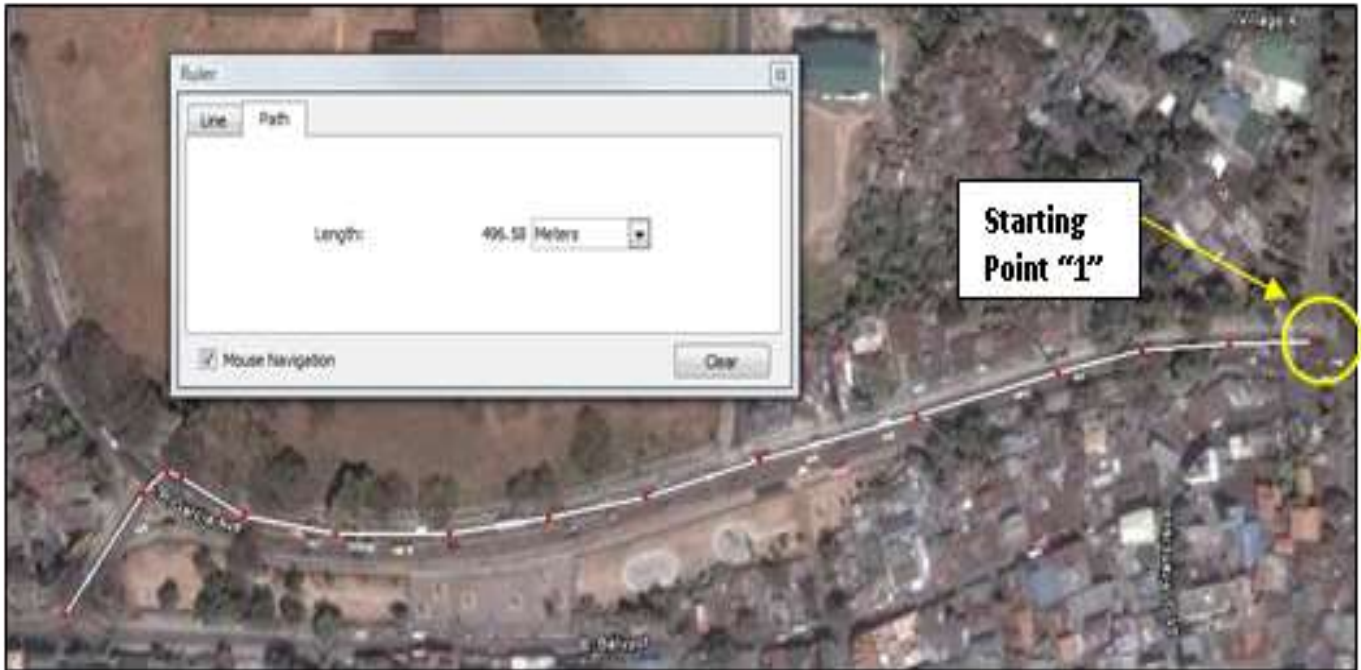 Ruler
Line Path
Length: 496.58 Meters
Mouse Navigation
Clear
Starting
Point “1”